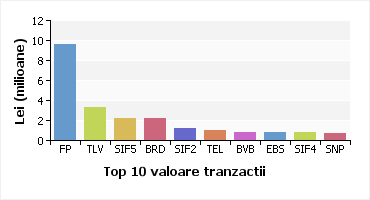 Lei (milioane)
12
10
8
6
4
2
0
FP TLV SIF5 BRD SIF2 TEL BVB EBS SIF4 SNP
Top 10 valoare tranzactii